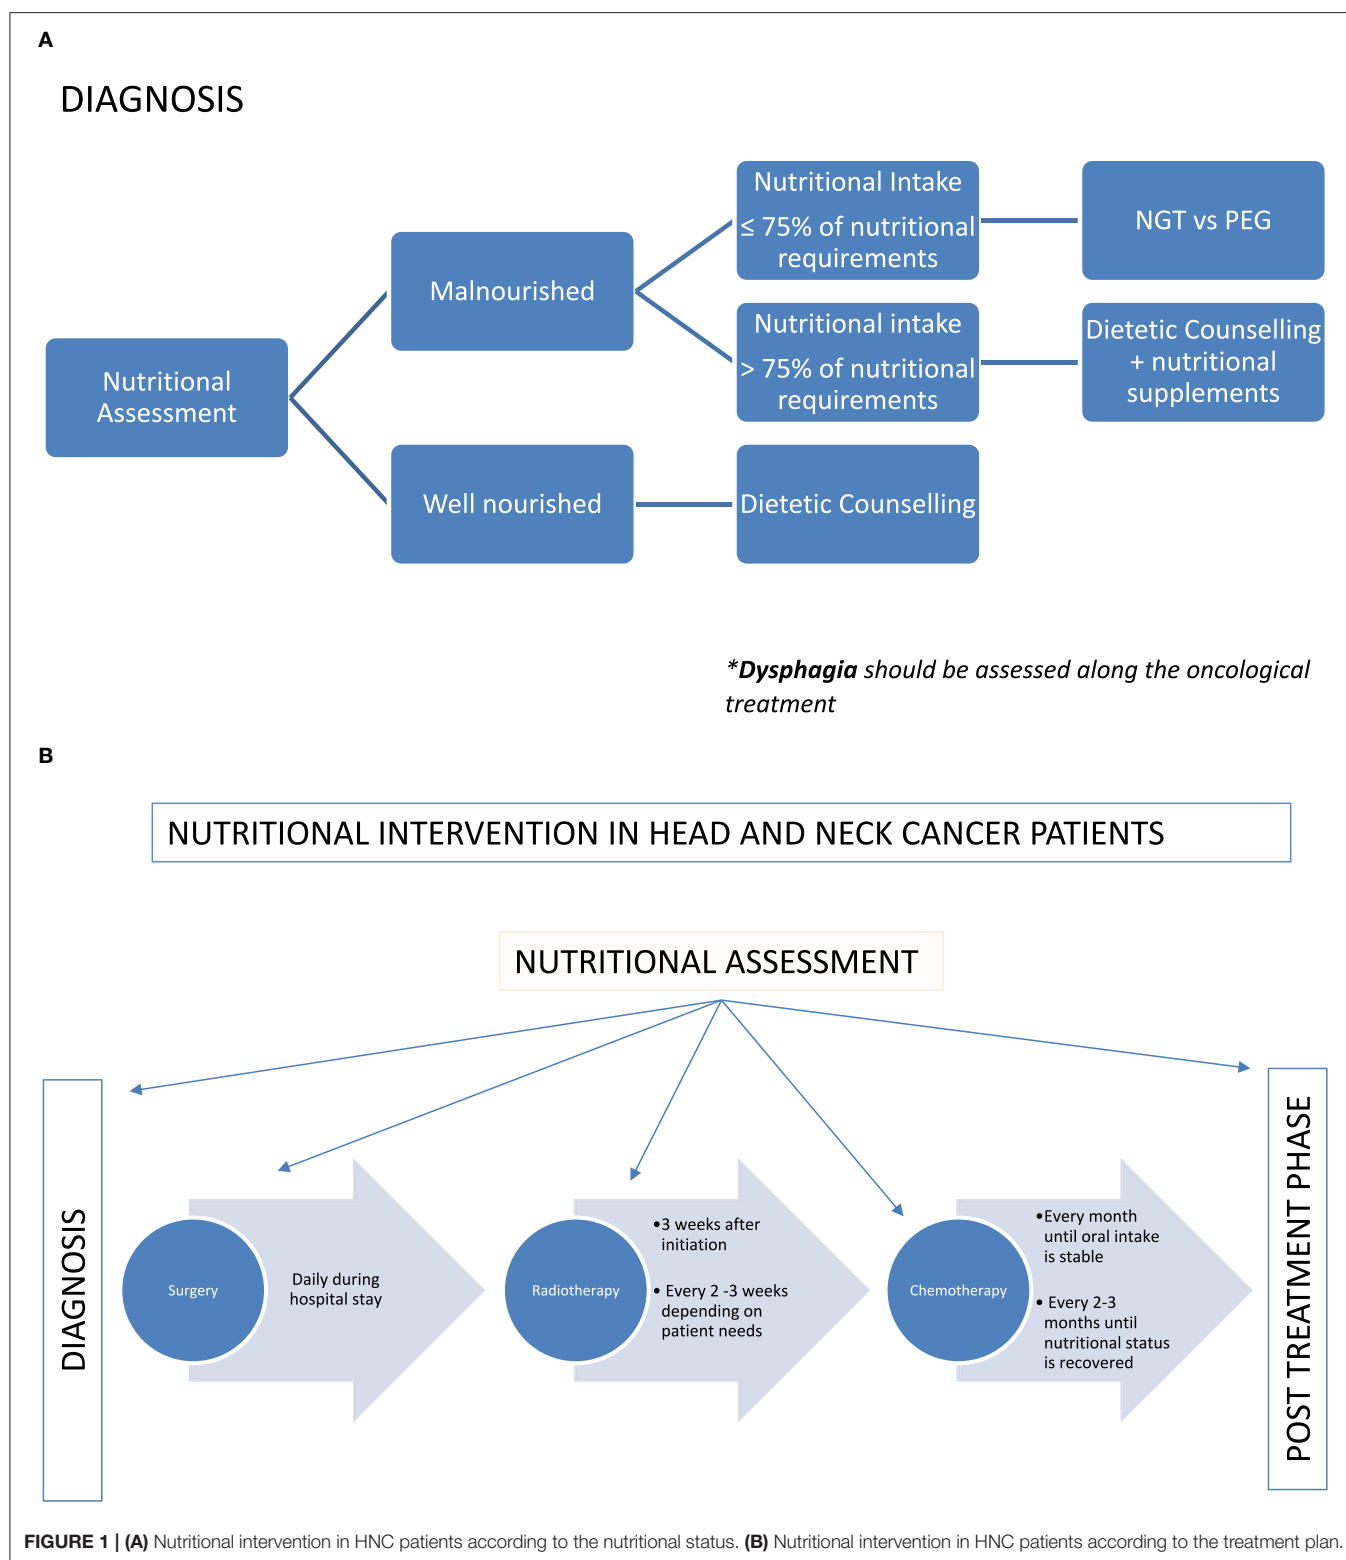 A
DIAGNOSIS
Nutritional
Assessment
Malnourished
Well nourished
Nutritional Intake
≤ 75% of nutritional
requirements
Nutritional intake
> 75% of nutritional
requirements
Dietetic Counselling
NGT vs PEG
Dietetic Counselling
+ nutritional
supplements
*Dysphagia should be assessed along the oncological
treatment
B
NUTRITIONAL INTERVENTION IN HEAD AND NECK CANCER PATIENTS
NUTRITIONAL ASSESSMENT
DIAGNOSIS
Surgery
Daily during
hospital stay
Radiotherapy
•3 weeks after
initiation
• Every 2 -3 weeks
depending on
patient needs
Chemotherapy
•Every month
until oral intake
is stable
• Every 2-3
months until
nutritional status
is recovered
POST TREATMENT PHASE
FIGURE 1 | (A) Nutritional intervention in HNC patients according to the nutritional status. (B) Nutritional intervention in HNC patients according to the treatment plan.